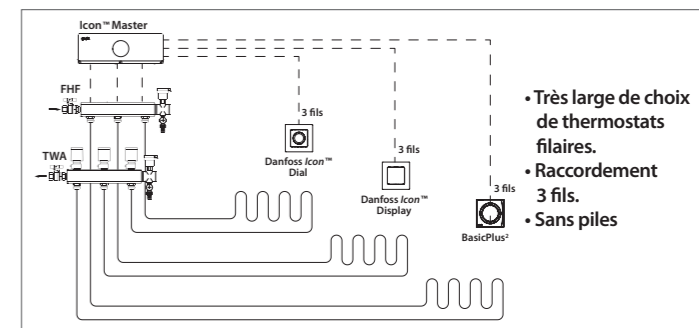 Icon™ Master
FHF
TWA
3 fils
Danfoss Icon™
Dial
3 fils
Danfoss Icon™
Display
3 fils
BasicPlus²
• Très large de choix
de thermostats
filaires.
• Raccordement
3 fils.
• Sans piles